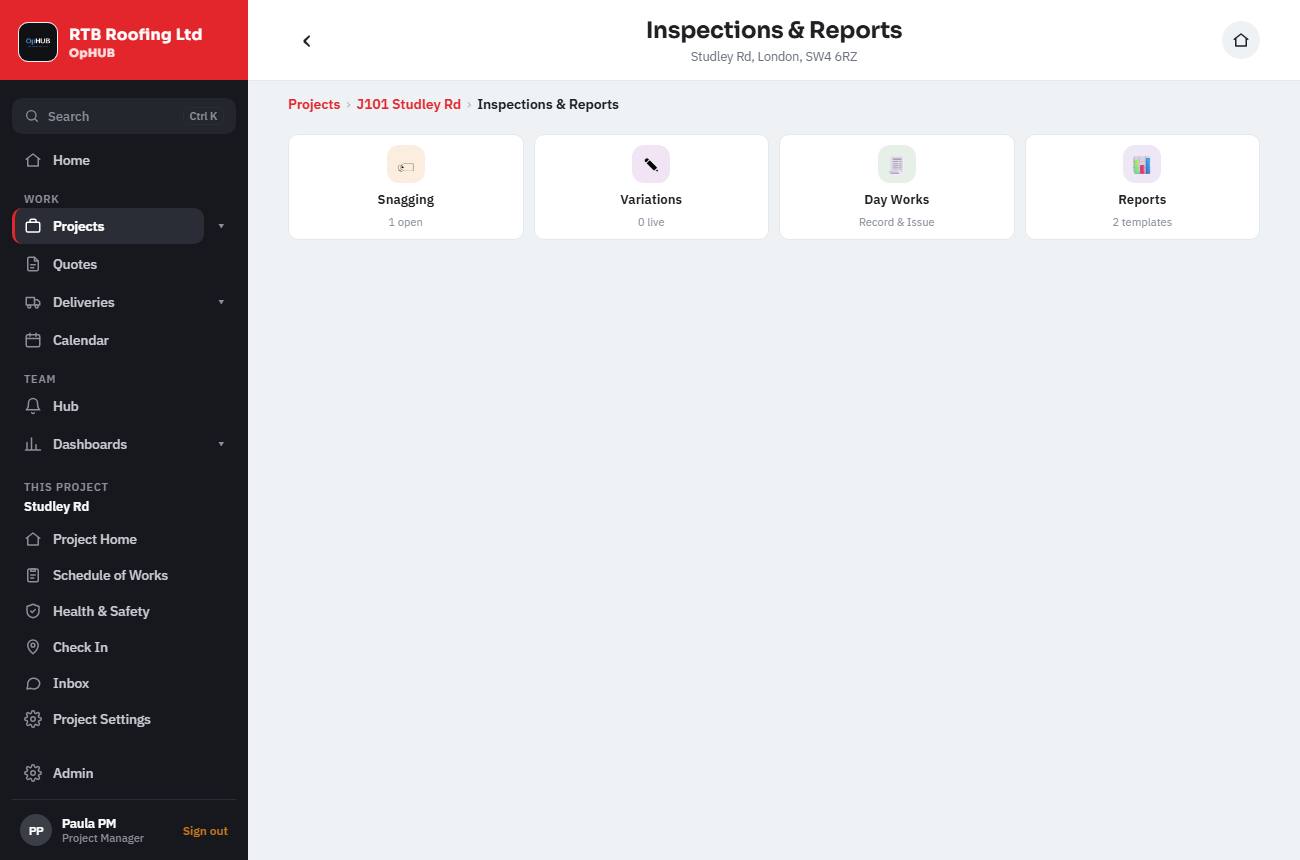 OpHUB
RTB Roofing Ltd
OpHUB
Search
Ctrl K
Home
WORK
Projects
Quotes
Deliveries
Calendar
TEAM
Hub
Dashboards
THIS PROJECT
Studley Rd
Project Home
Schedule of Works
Health & Safety
Check In
Inbox
Project Settings
Admin
PP
Paula PM
Project Manager
Sign out
Inspections & Reports
Studley Rd, London, SW4 6RZ
Projects › J101 Studley Rd › Inspections & Reports
Snagging
1 open
Variations
0 live
Day Works
Record & Issue
Reports
2 templates